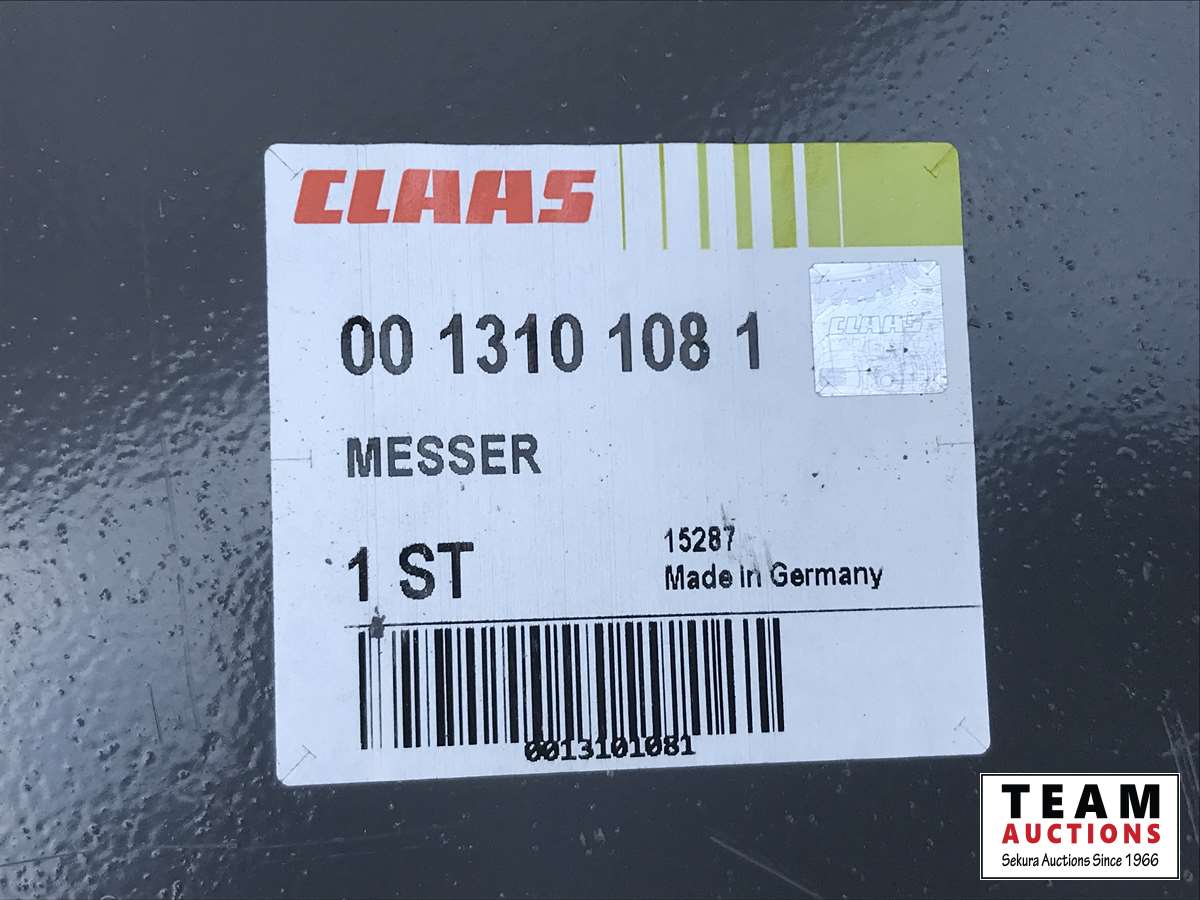 CLAAS
00 1310 108 1
CLAAS
MESSER
1 ST
15287
Made in Germany
0013101081
TEAM
AUCTIONS
Sekura Auctions Since 1966